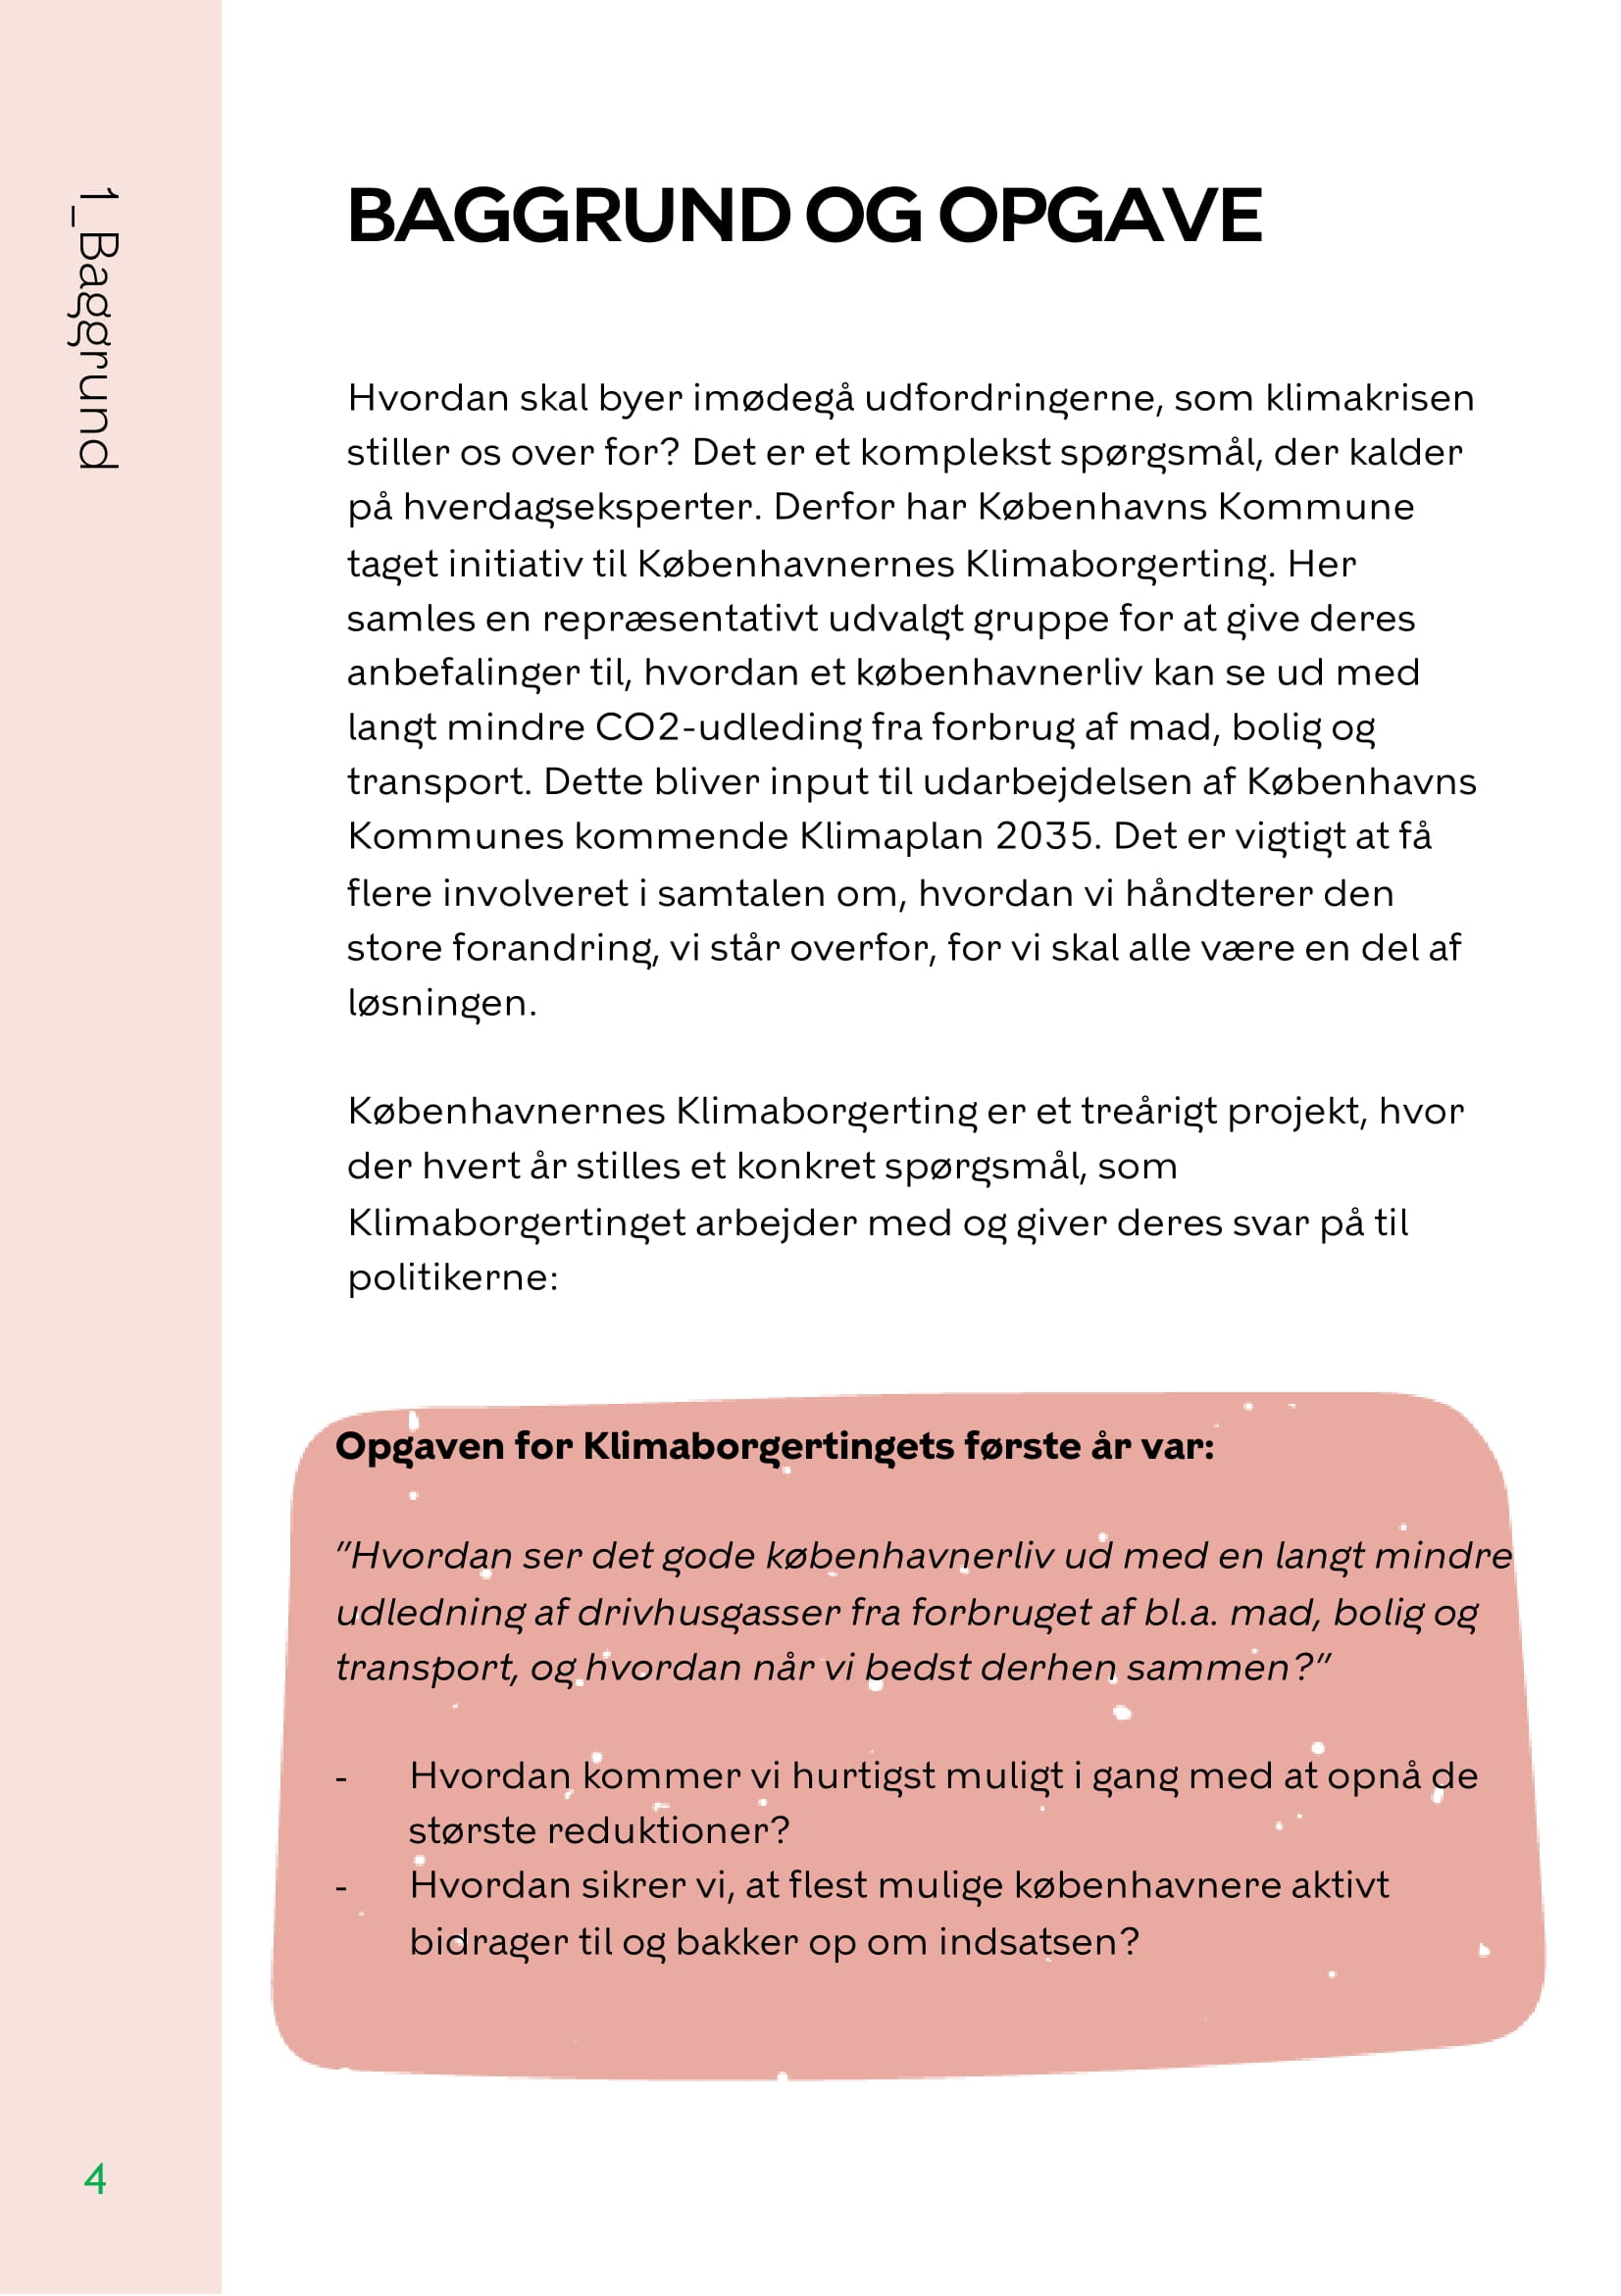 1_Baggrund
BAGGRUND OG OPGAVE
Hvordan skal byer imødegå udfordringerne, som klimakrisen
stiller os over for? Det er et komplekst spørgsmål, der kalder
på hverdagseksperter. Derfor har Københavns Kommune
taget initiativ til Københavnernes Klimaborgerting. Her
samles en repræsentativt udvalgt gruppe for at give deres
anbefalinger til, hvordan et københavnerliv kan se ud med
langt mindre CO2-udleding fra forbrug af mad, bolig og
transport. Dette bliver input til udarbejdelsen af Københavns
Kommunes kommende Klimaplan 2035. Det er vigtigt at få
flere involveret i samtalen om, hvordan vi håndterer den
store forandring, vi står overfor, for vi skal alle være en del af
løsningen.
Københavnernes Klimaborgerting er et treårigt projekt, hvor
der hvert år stilles et konkret spørgsmål, som
Klimaborgertinget arbejder med og giver deres svar på til
politikerne:
Opgaven for Klimaborgertingets første år var:
”Hvordan ser det gode københavnerliv ud med en langt mindre
udledning af drivhusgasser fra forbruget af bl.a. mad, bolig og
transport, og hvordan når vi bedst derhen sammen?”
- Hvordan kommer vi hurtigst muligt i gang med at opnå de
største reduktioner?
- Hvordan sikrer vi, at flest mulige københavnere aktivt
bidrager til og bakker op om indsatsen?
4